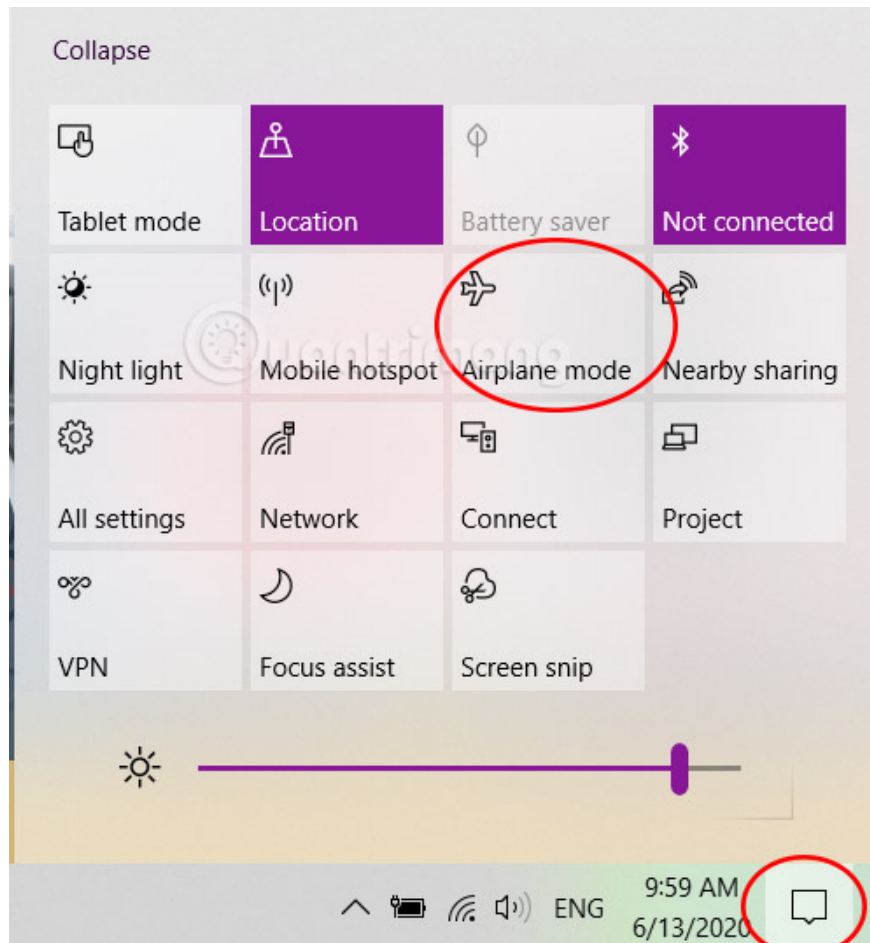 Collapse
Tablet mode
Location
Battery saver
Not connected
Night light
Mobile hotspot
Airplane mode
Nearby sharing
Quantrimang
All settings
Network
Connect
Project
VPN
Focus assist
Screen snip
ENG
9:59 AM
6/13/2020